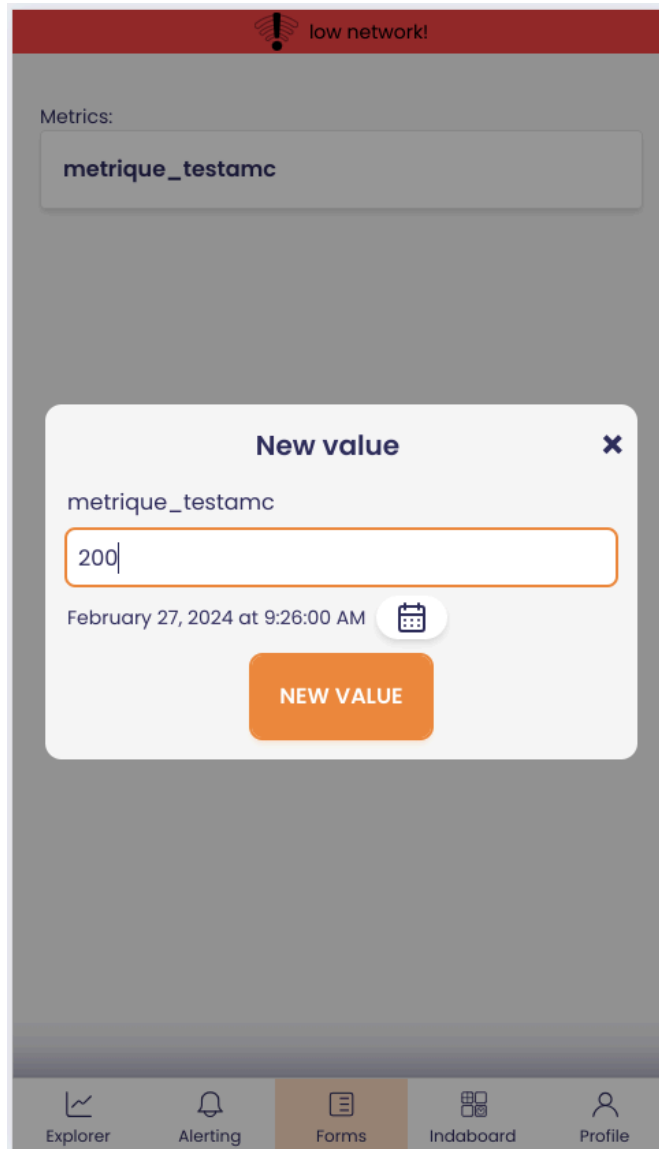 low network!
Metrics:
metrique_testamc
New value
metrique_testamc
200
February 27, 2024 at 9:26:00 AM
NEW VALUE
Explorer Alerting Forms Indaboard Profile